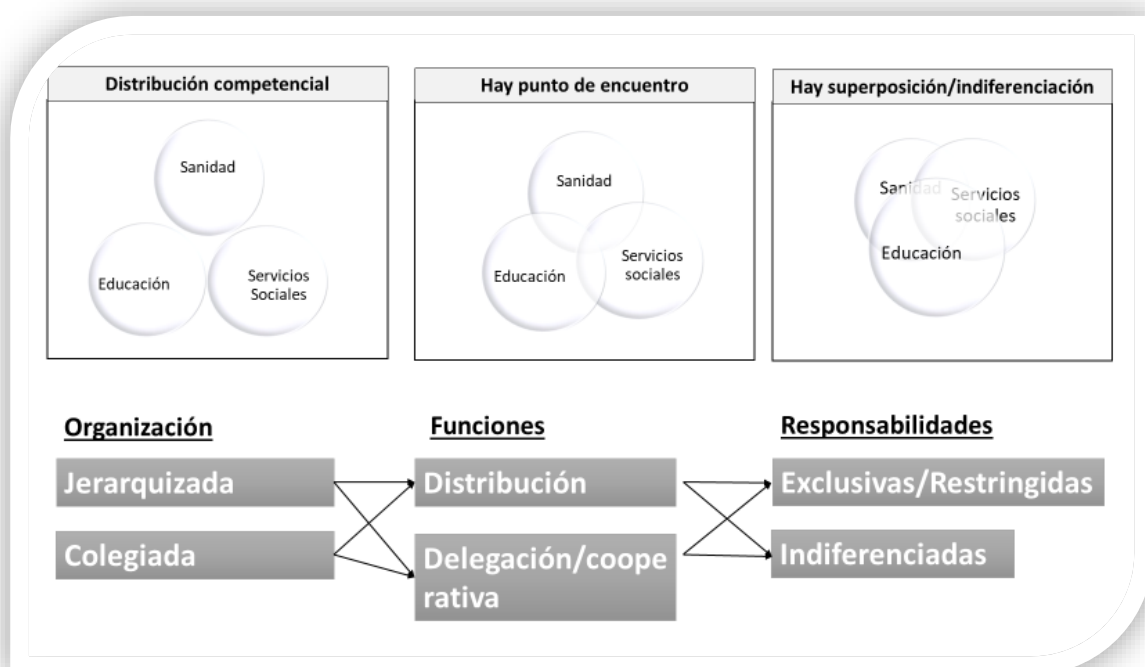 Distribución competencial
Sanidad
Educación
Servicios
Sociales
Hay punto de encuentro
Sanidad
Educación
Servicios
sociales
Hay superposición/indiferenciación
Sanidad
Servicios
sociales
Educación
Organización
Jerarquizada
Colegiada
Funciones
Distribución
Delegación/coope
rativa
Responsabilidades
Exclusivas/Restringidas
Indiferenciadas